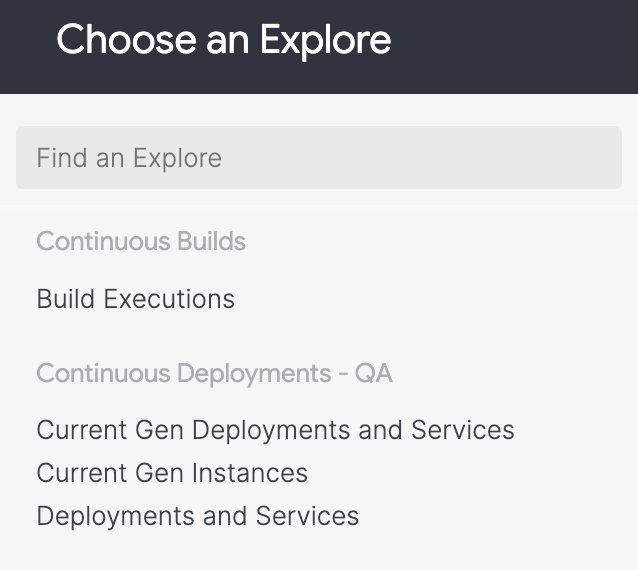 Choose an Explore
Find an Explore
Continuous Builds
Build Executions
Continuous Deployments - QA
Current Gen Deployments and Services
Current Gen Instances
Deployments and Services